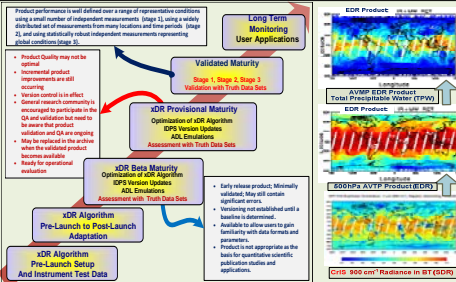 Product performance is well defined over a range of representative conditions
using a small number of independent measurements (stage 1), using a widely
distributed set of measurements from many locations and time periods (stage
2), and using statistically robust independent measurements representing
global conditions (stage 3).
Long Term
Monitoring
User Applications
Validated Maturity
Stage 1, Stage 2, Stage 3
Validation with Truth Data Sets
• Product Quality may not be
optimal
• Incremental product
improvements are still
occurring
• Version control is in effect
• General research community is
encouraged to participate in the
QA and validation but need to
be aware that product
validation and QA are ongoing
• May be replaced in the archive
when the validated product
becomes available
• Ready for operational
evaluation
xDR Provisional Maturity
Optimization of xDR Algorithm
IDPS Version Updates
ADL Emulations
Assessment with Truth Data Sets
xDR Beta Maturity
Optimization of xDR Algorithm
IDPS Version Updates
ADL Emulations
Assessment with Truth Data Sets
• Early release product; Minimally
validated; May still contain
significant errors.
• Versioning not established until a
baseline is determined.
• Available to allow users to gain
familiarity with data formats and
parameters.
• Product is not appropriate as the
basis for quantitative scientific
publication studies and
applications.
xDR Algorithm
Pre-Launch to Post-Launch
Adaptation
xDR Algorithm
Pre-Launch Setup
And Instrument Test Data
EDR Product:
Longitude
AVMP EDR Product
Total Precipitable Water (TPW)
EDR Product:
Longitude
600hPa AVTP Product (EDR)
CrIS 900 cm⁻¹ Radiance in BT (SDR)